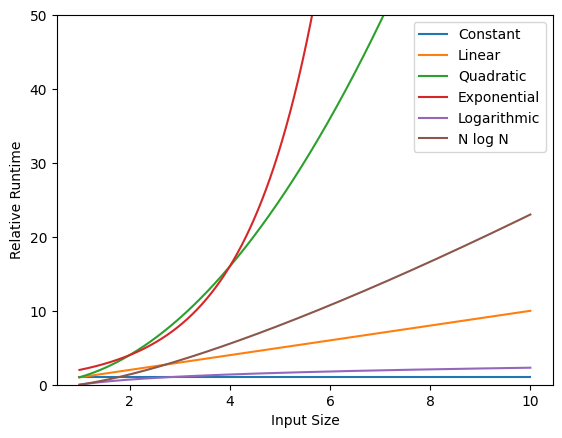 50
40
30
20
10
0
Relative Runtime
2
4
6
8
10
Input Size
Constant
Linear
Quadratic
Exponential
Logarithmic
N log N